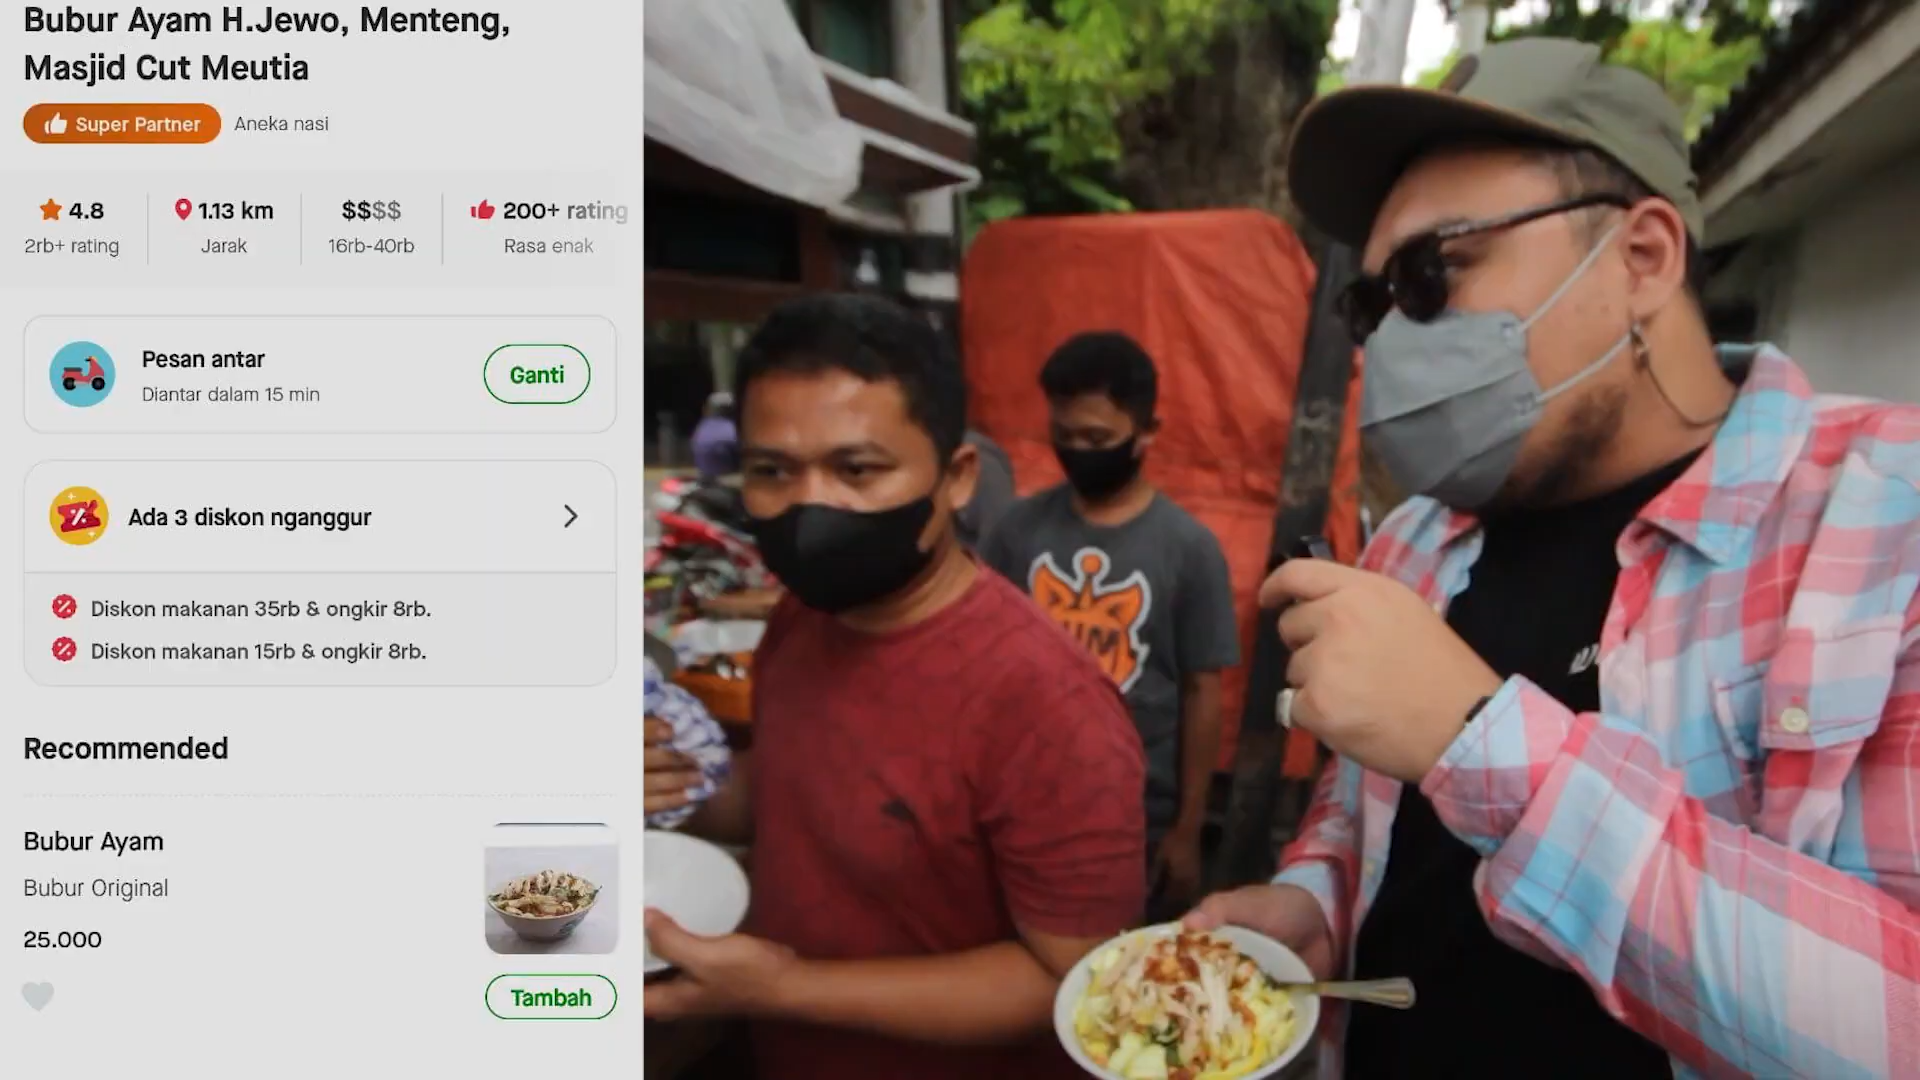 Bubur Ayam H.Jewo, Menteng,
Masjid Cut Meutia
Super Partner
Aneka nasi
4.8
2rb+ rating
1.13 km
Jarak
$$$$
16rb-40rb
200+ rating
Rasa enak
Pesan antar
Diantar dalam 15 min
Ganti
Ada 3 diskon nganggur
Diskon makanan 35rb & ongkir 8rb.
Diskon makanan 15rb & ongkir 8rb.
Recommended
Bubur Ayam
Bubur Original
25.000
Tambah